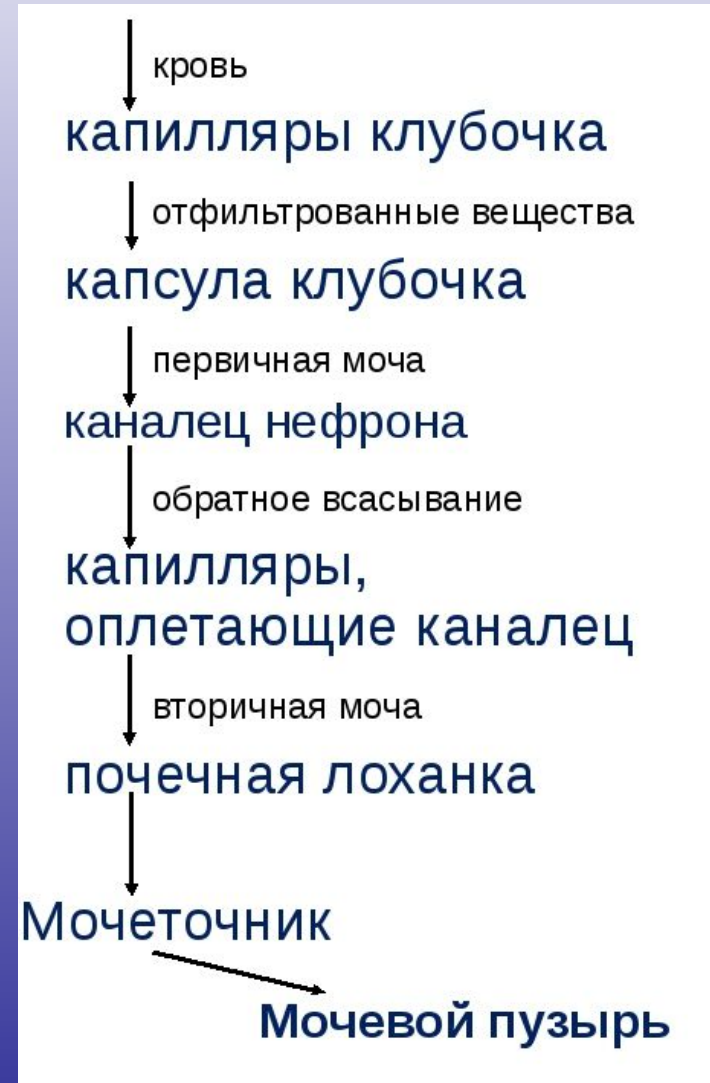 кровь
капилляры клубочка
отфильтрованные вещества
капсула клубочка
первичная моча
каналец нефрона
обратное всасывание
капилляры,
оплетающие каналец
вторичная моча
почечная лоханка
Мочеточник
Мочевой пузырь